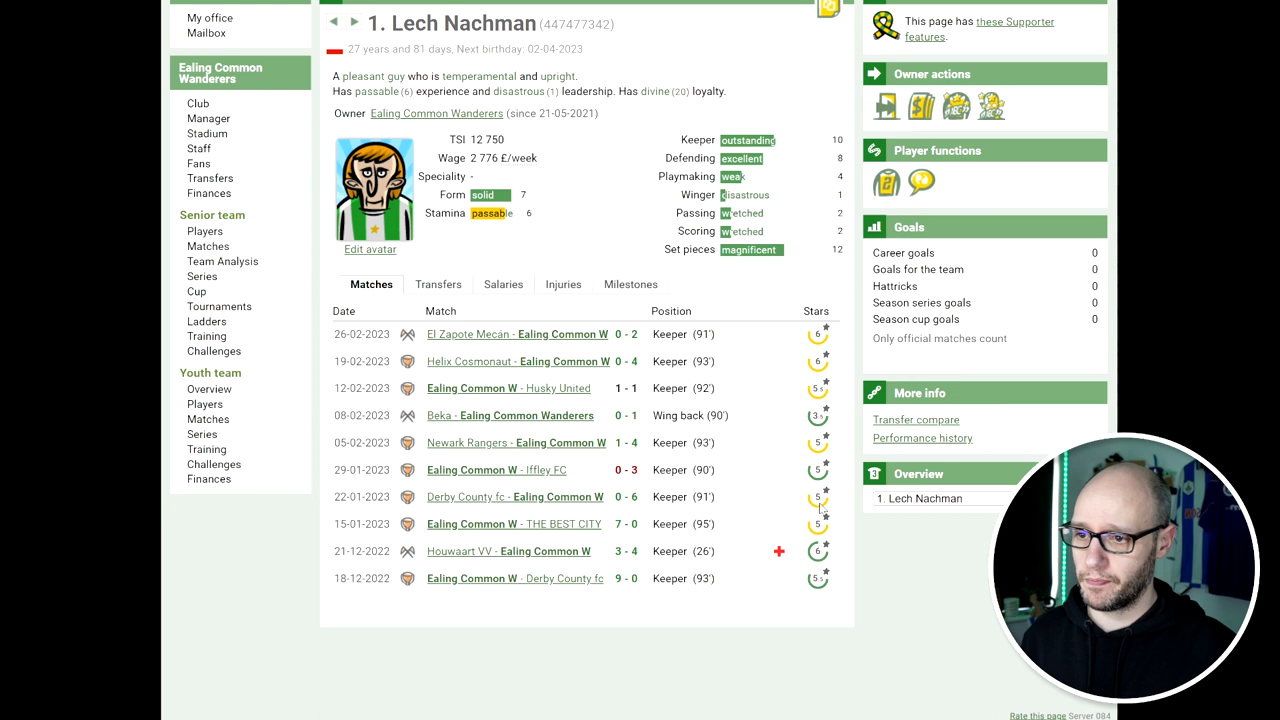 My office
Mailbox
Ealing Common
Wanderers
Club
Manager
Stadium
Staff
Fans
Transfers
Finances
Senior team
Players
Matches
Team Analysis
Series
Cup
Tournaments
Ladders
Training
Challenges
Youth team
Overview
Players
Matches
Series
Training
Challenges
Finances
1. Lech Nachman (447477342)
27 years and 81 days, Next birthday: 02-04-2023
A pleasant guy who is temperamental and upright.
Has passable (6) experience and disastrous (1) leadership. Has divine (20) loyalty.
Owner Ealing Common Wanderers (since 21-05-2021)
TSI 12 750
Wage 2 776 £/week
Speciality -
Form solid 7
Stamina passable 6
Edit avatar
Keeper outstanding 10
Defending excellent 8
Playmaking weak 4
Winger disastrous 1
Passing wretched 2
Scoring wretched 2
Set pieces magnificent 12
Matches Transfers Salaries Injuries Milestones
Date Match Position Stars
26-02-2023 El Zapote Mecán - Ealing Common W 0 - 2 Keeper (91') 6
19-02-2023 Helix Cosmonaut - Ealing Common W 0 - 4 Keeper (93') 6
12-02-2023 Ealing Common W - Husky United 1 - 1 Keeper (92') 5 5
08-02-2023 Beka - Ealing Common Wanderers 0 - 1 Wing back (90') 3 5
05-02-2023 Newark Rangers - Ealing Common W 1 - 4 Keeper (93') 5
29-01-2023 Ealing Common W - Iffley FC 0 - 3 Keeper (90') 5
22-01-2023 Derby County fc - Ealing Common W 0 - 6 Keeper (91') 5
15-01-2023 Ealing Common W - THE BEST CITY 7 - 0 Keeper (95') 5
21-12-2022 Houwaart VV - Ealing Common W 3 - 4 Keeper (26') 6
18-12-2022 Ealing Common W - Derby County fc 9 - 0 Keeper (93') 5 5
This page has these Supporter
features.
Owner actions
Player functions
Goals
Career goals 0
Goals for the team 0
Hattricks 0
Season series goals 0
Season cup goals 0
Only official matches count
More info
Transfer compare
Performance history
Overview
1. Lech Nachman
Rate this page Server 084